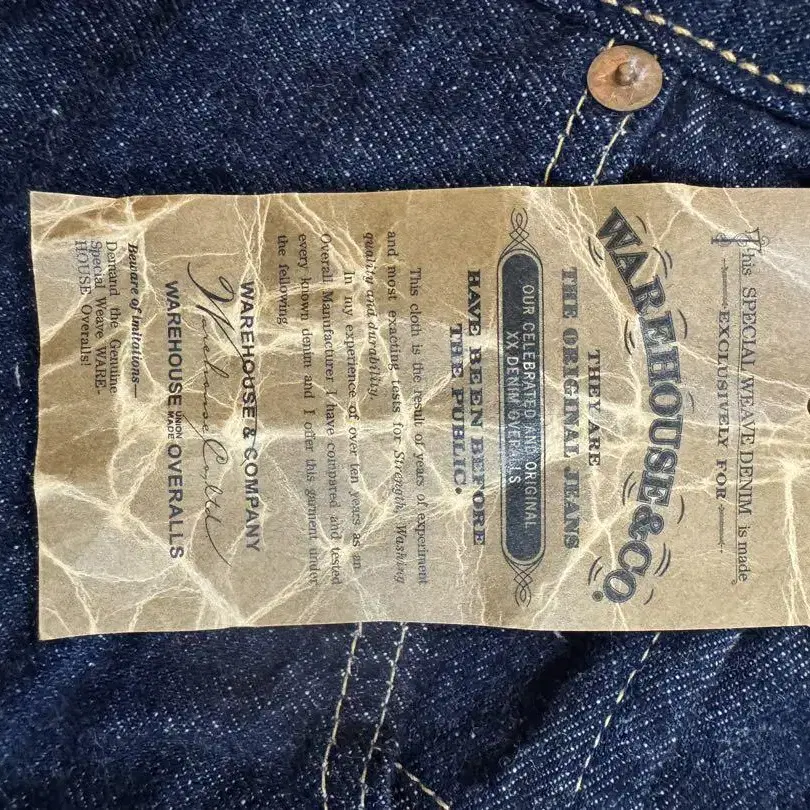 This SPECIAL WEAVE DENIM is made
EXCLUSIVELY FOR
WAREHOUSE & CO.
THEY ARE
THE ORIGINAL JEANS
OUR CELEBRATED AND ORIGINAL
XX DENIM OVERALLS
HAVE BEEN BEFORE
THE PUBLIC.
This cloth is the result of years of experiment
and most exacting tests for Strength, Washing
quality and durability.
In my experience of over ten years as an
Overall Manufacturer I have compared and tested
every known denim and I offer this garment under
the following
WAREHOUSE & COMPANY
Warehouse Co., Ltd
WAREHOUSE UNION MADE OVERALLS
Beware of Imitations—
Demand the Genuine
Special Weave WARE-
HOUSE Overalls!